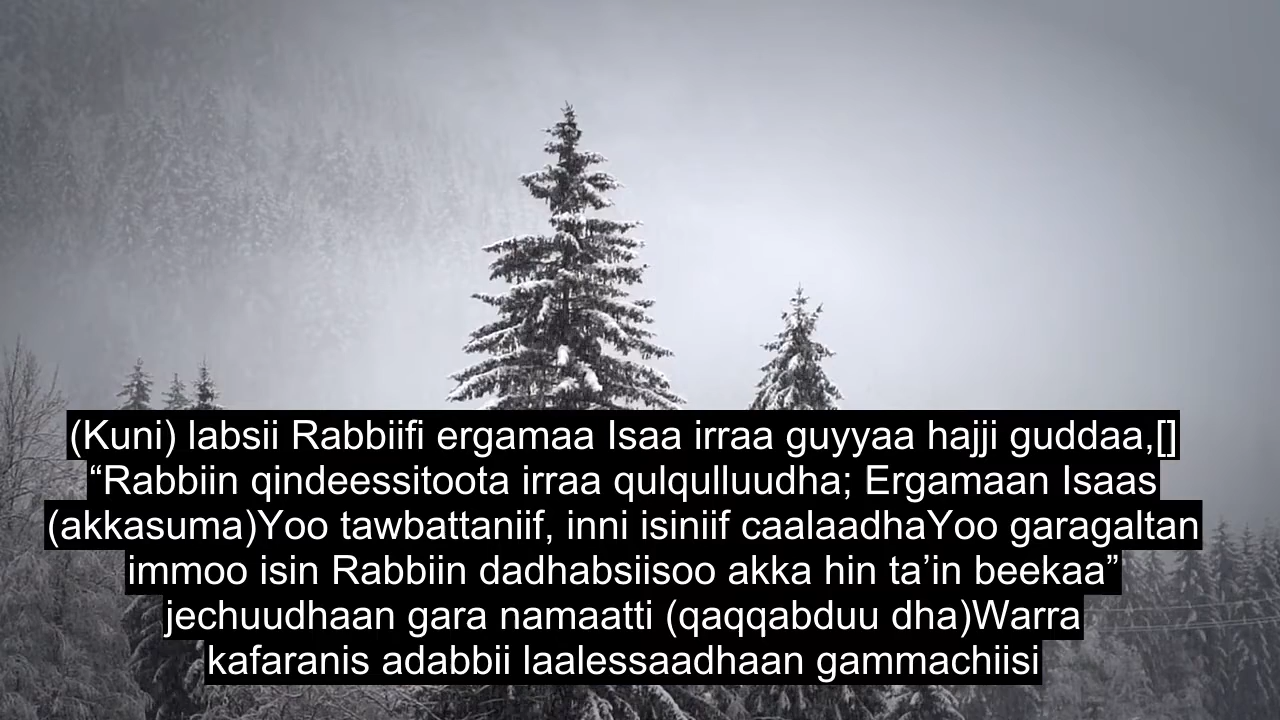 (Kuni) labsii Rabbiifi ergamaa Isaa irraa guyyaa hajji guddaa,[]
“Rabbiin qindeessitoota irraa qulqulluudha; Ergamaan Isaas
(akkasuma)Yoo tawbattaniif, inni isiniif caalaadhaYoo garagaltan
immoo isin Rabbiin dadhabsiisoo akka hin ta’in beekaa”
jechuudhaan gara namaatti (qaqqabduu dha)Warra
kafaranis adabbii laalessaadhaan gammachiisi